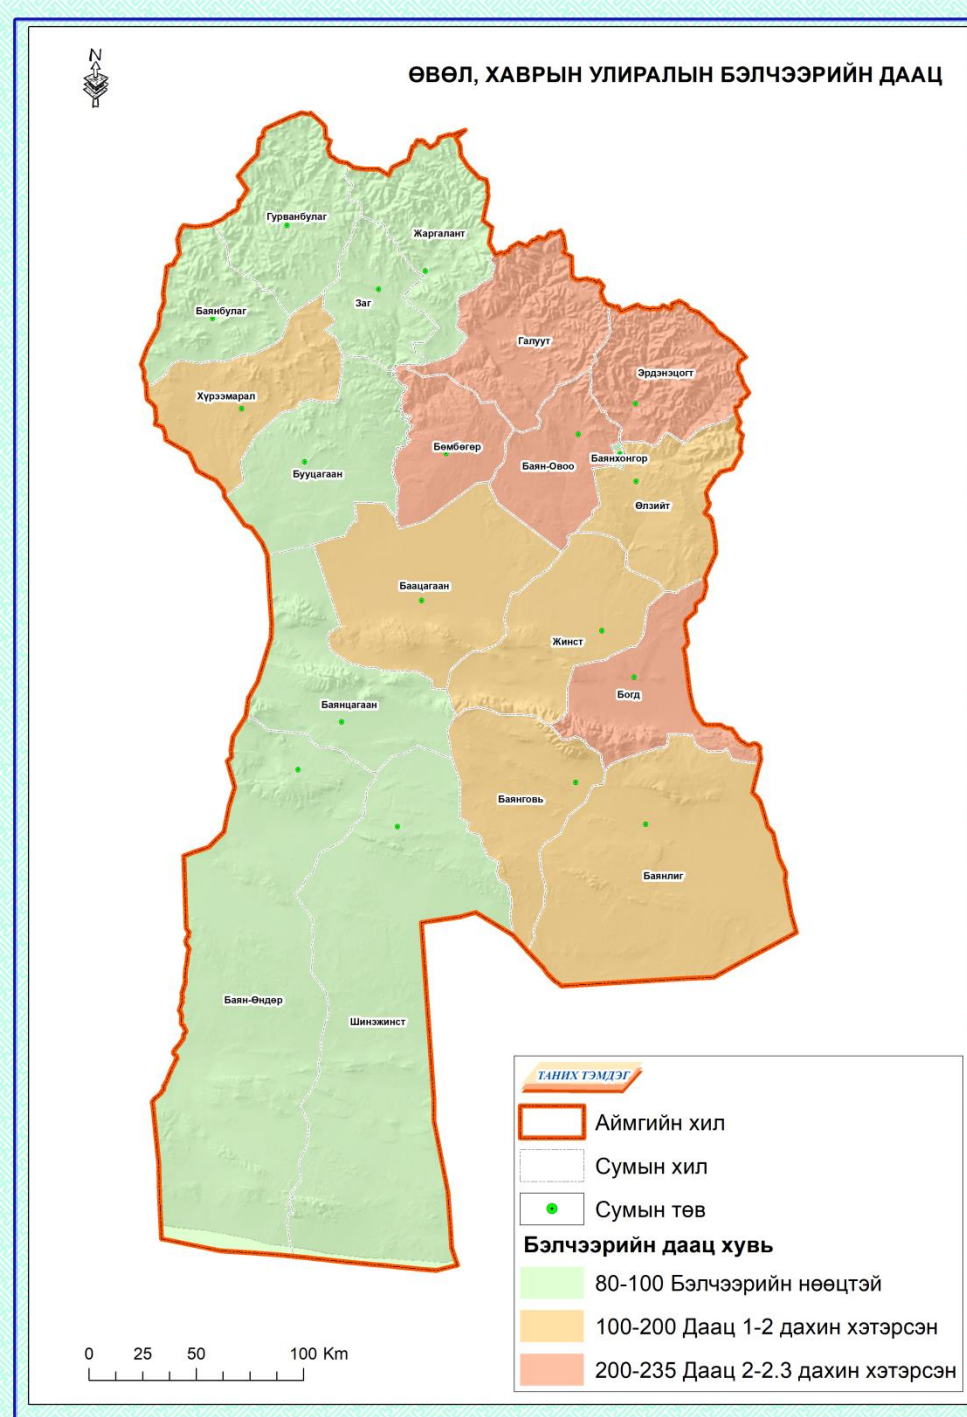 N
ӨВӨЛ, ХАВРЫН УЛИРАЛЫН БЭЛЧЭЭРИЙН ДААЦ
Гурванбулаг
Жаргалант
Заг
Баянбулаг
Галуут
Эрдэнэцогт
Хүрээмарал
Бөмбөгөр
Баян-Овоо
Баянхонгор
Бууцагаан
Өлзийт
Баацагаан
Жинст
Богд
Баянцагаан
Баянговь
Баянлиг
Баян-Өндөр
Шинэжинст
ТАНИХ ТЭМДЭГ
Аймгийн хил
Сумын хил
Сумын төв
Бэлчээрийн даац хувь
80-100 Бэлчээрийн нөөцтэй
100-200 Даац 1-2 дахин хэтэрсэн
200-235 Даац 2-2.3 дахин хэтэрсэн
0 25 50 100 Km